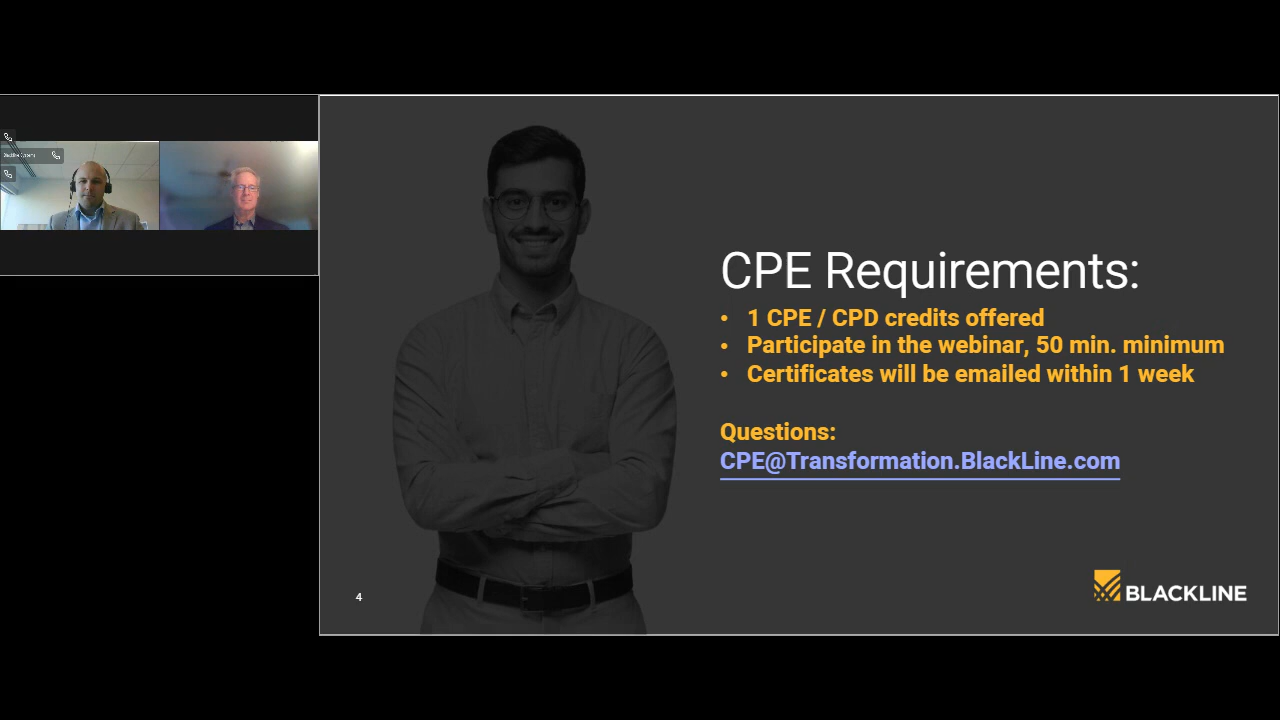 CPE Requirements:
• 1 CPE / CPD credits offered
• Participate in the webinar, 50 min. minimum
• Certificates will be emailed within 1 week
Questions:
CPE@Transformation.BlackLine.com
4
BLACKLINE